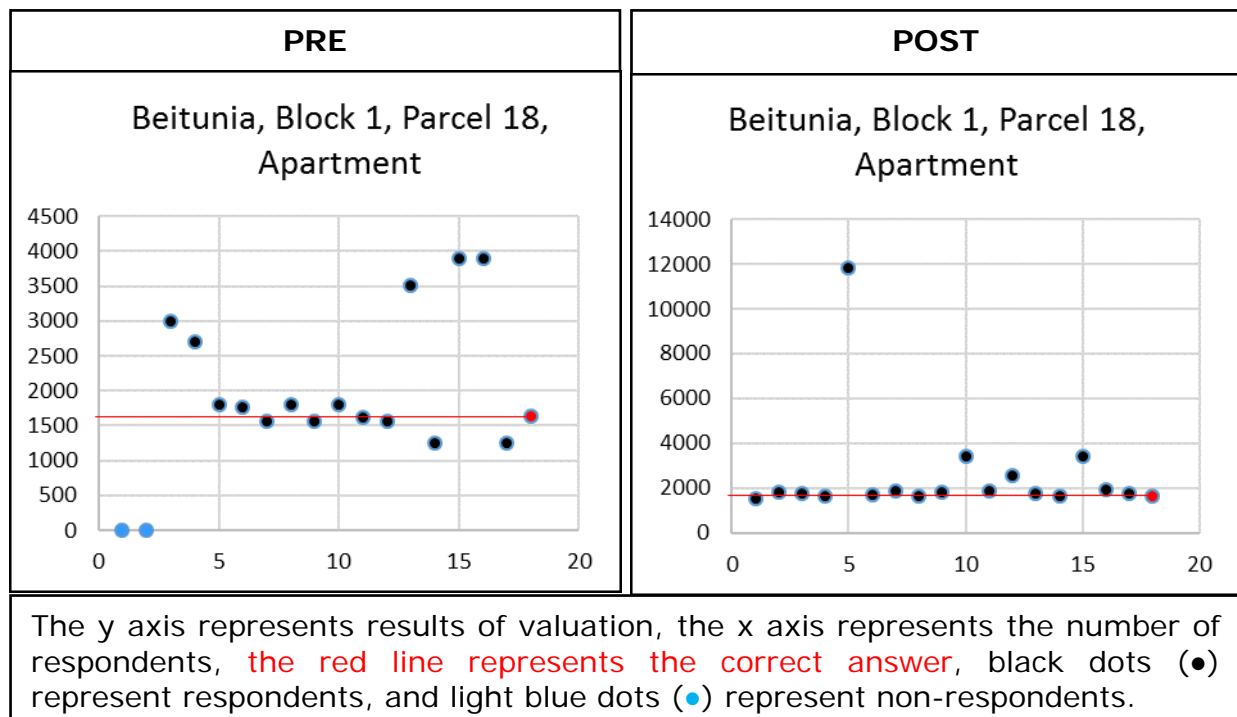 PRE
POST
Beitunia, Block 1, Parcel 18,
Apartment
4500
4000
3500
3000
2500
2000
1500
1000
500
0
0 5 10 15 20
Beitunia, Block 1, Parcel 18,
Apartment
14000
12000
10000
8000
6000
4000
2000
0
0 5 10 15 20
The y axis represents results of valuation, the x axis represents the number of
respondents, the red line represents the correct answer, black dots (●)
represent respondents, and light blue dots (●) represent non-respondents.